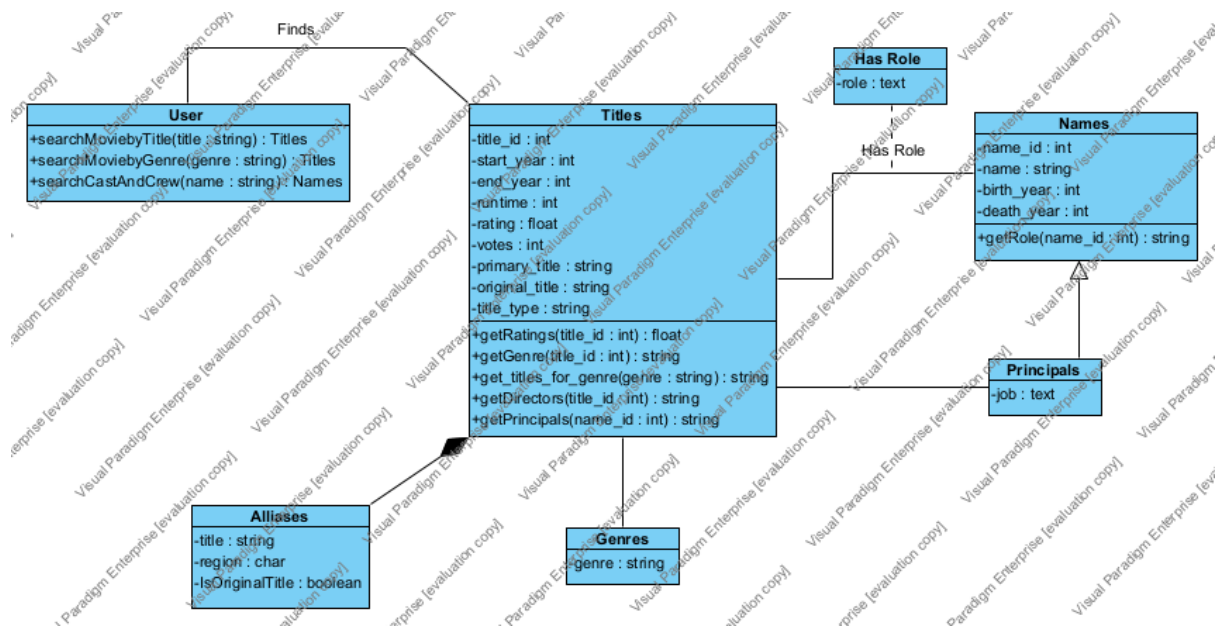 Finds
User
+searchMoviebyTitle(title : string) : Titles
+searchMoviebyGenre(genre : string) : Titles
+searchCastAndCrew(name : string) : Names
Titles
-title_id : int
-start_year : int
-end_year : int
-runtime : int
-rating : float
-votes : int
-primary_title : string
-original_title : string
-title_type : string
+getRatings(title_id : int) : float
+getGenre(title_id : int) : string
+get_titles_for_genre(genre : string) : string
+getDirectors(title_id : int) : string
+getPrincipals(name_id : int) : string
Has Role
-role : text
Has Role
Names
-name_id : int
-name : string
-birth_year : int
-death_year : int
+getRole(name_id : int) : string
Principals
-job : text
Alliases
-title : string
-region : char
-IsOriginalTitle : boolean
Genres
-genre : string
Visual Paradigm Enterprise [evaluation copy]